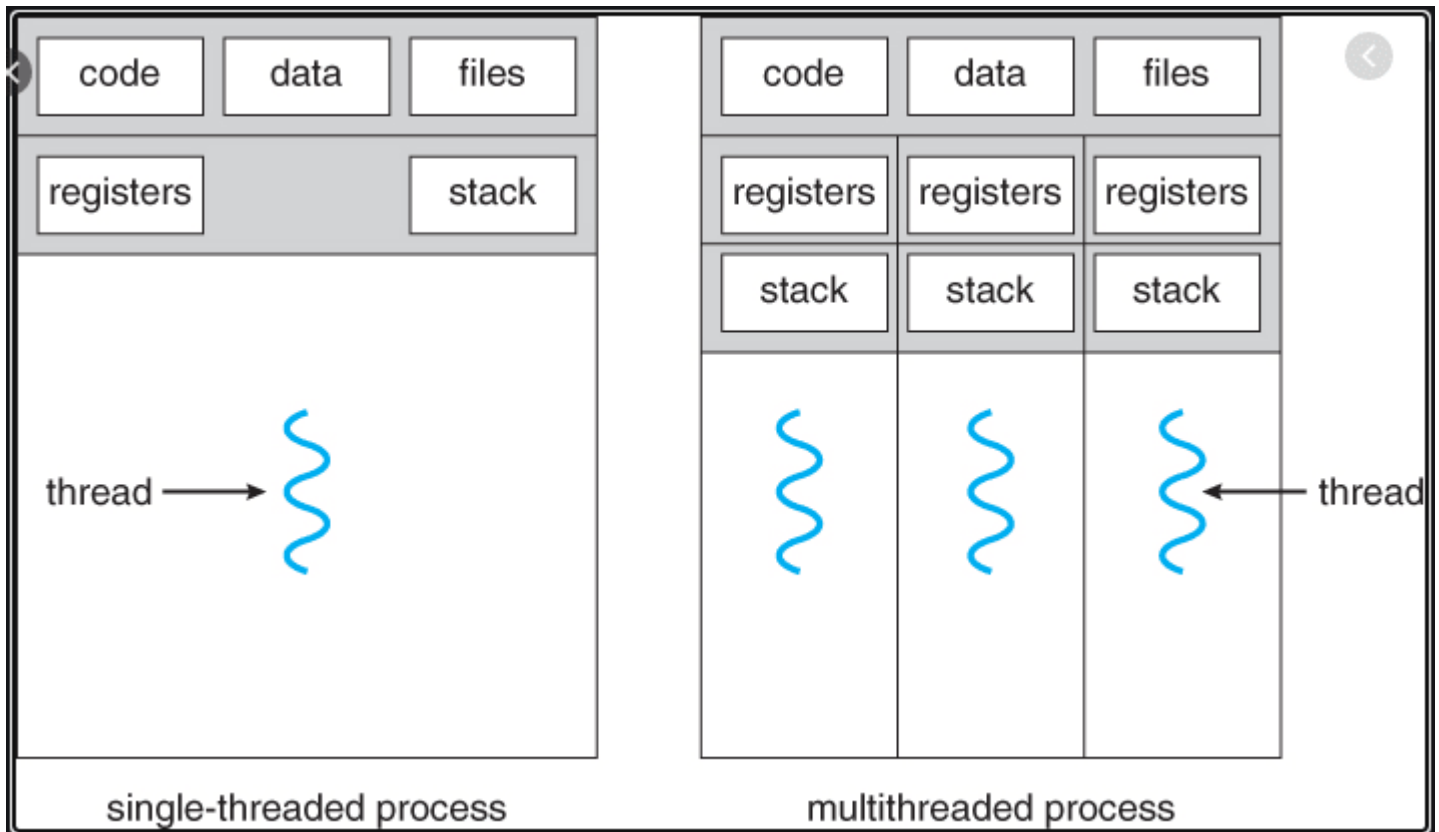 code data files code data files
registers stack registers registers registers
stack stack stack
thread thread
single-threaded process multithreaded process